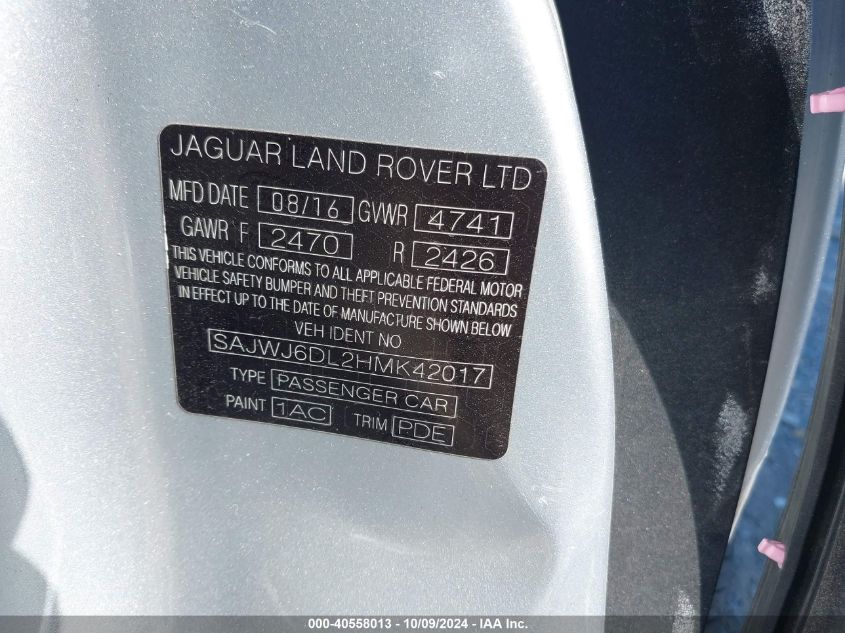 JAGUAR LAND ROVER LTD
MFD DATE 08/16 GVWR 4741
GAWR F 2470 R 2426
THIS VEHICLE CONFORMS TO ALL APPLICABLE FEDERAL MOTOR
VEHICLE SAFETY BUMPER AND THEFT PREVENTION STANDARDS
IN EFFECT UP TO THE DATE OF MANUFACTURE SHOWN BELOW
VEH IDENT NO
SAJWJ6DL2HMK42017
TYPE PASSENGER CAR
PAINT 1AC TRIM PDE
000-40558013 - 10/09/2024 - IAA Inc.